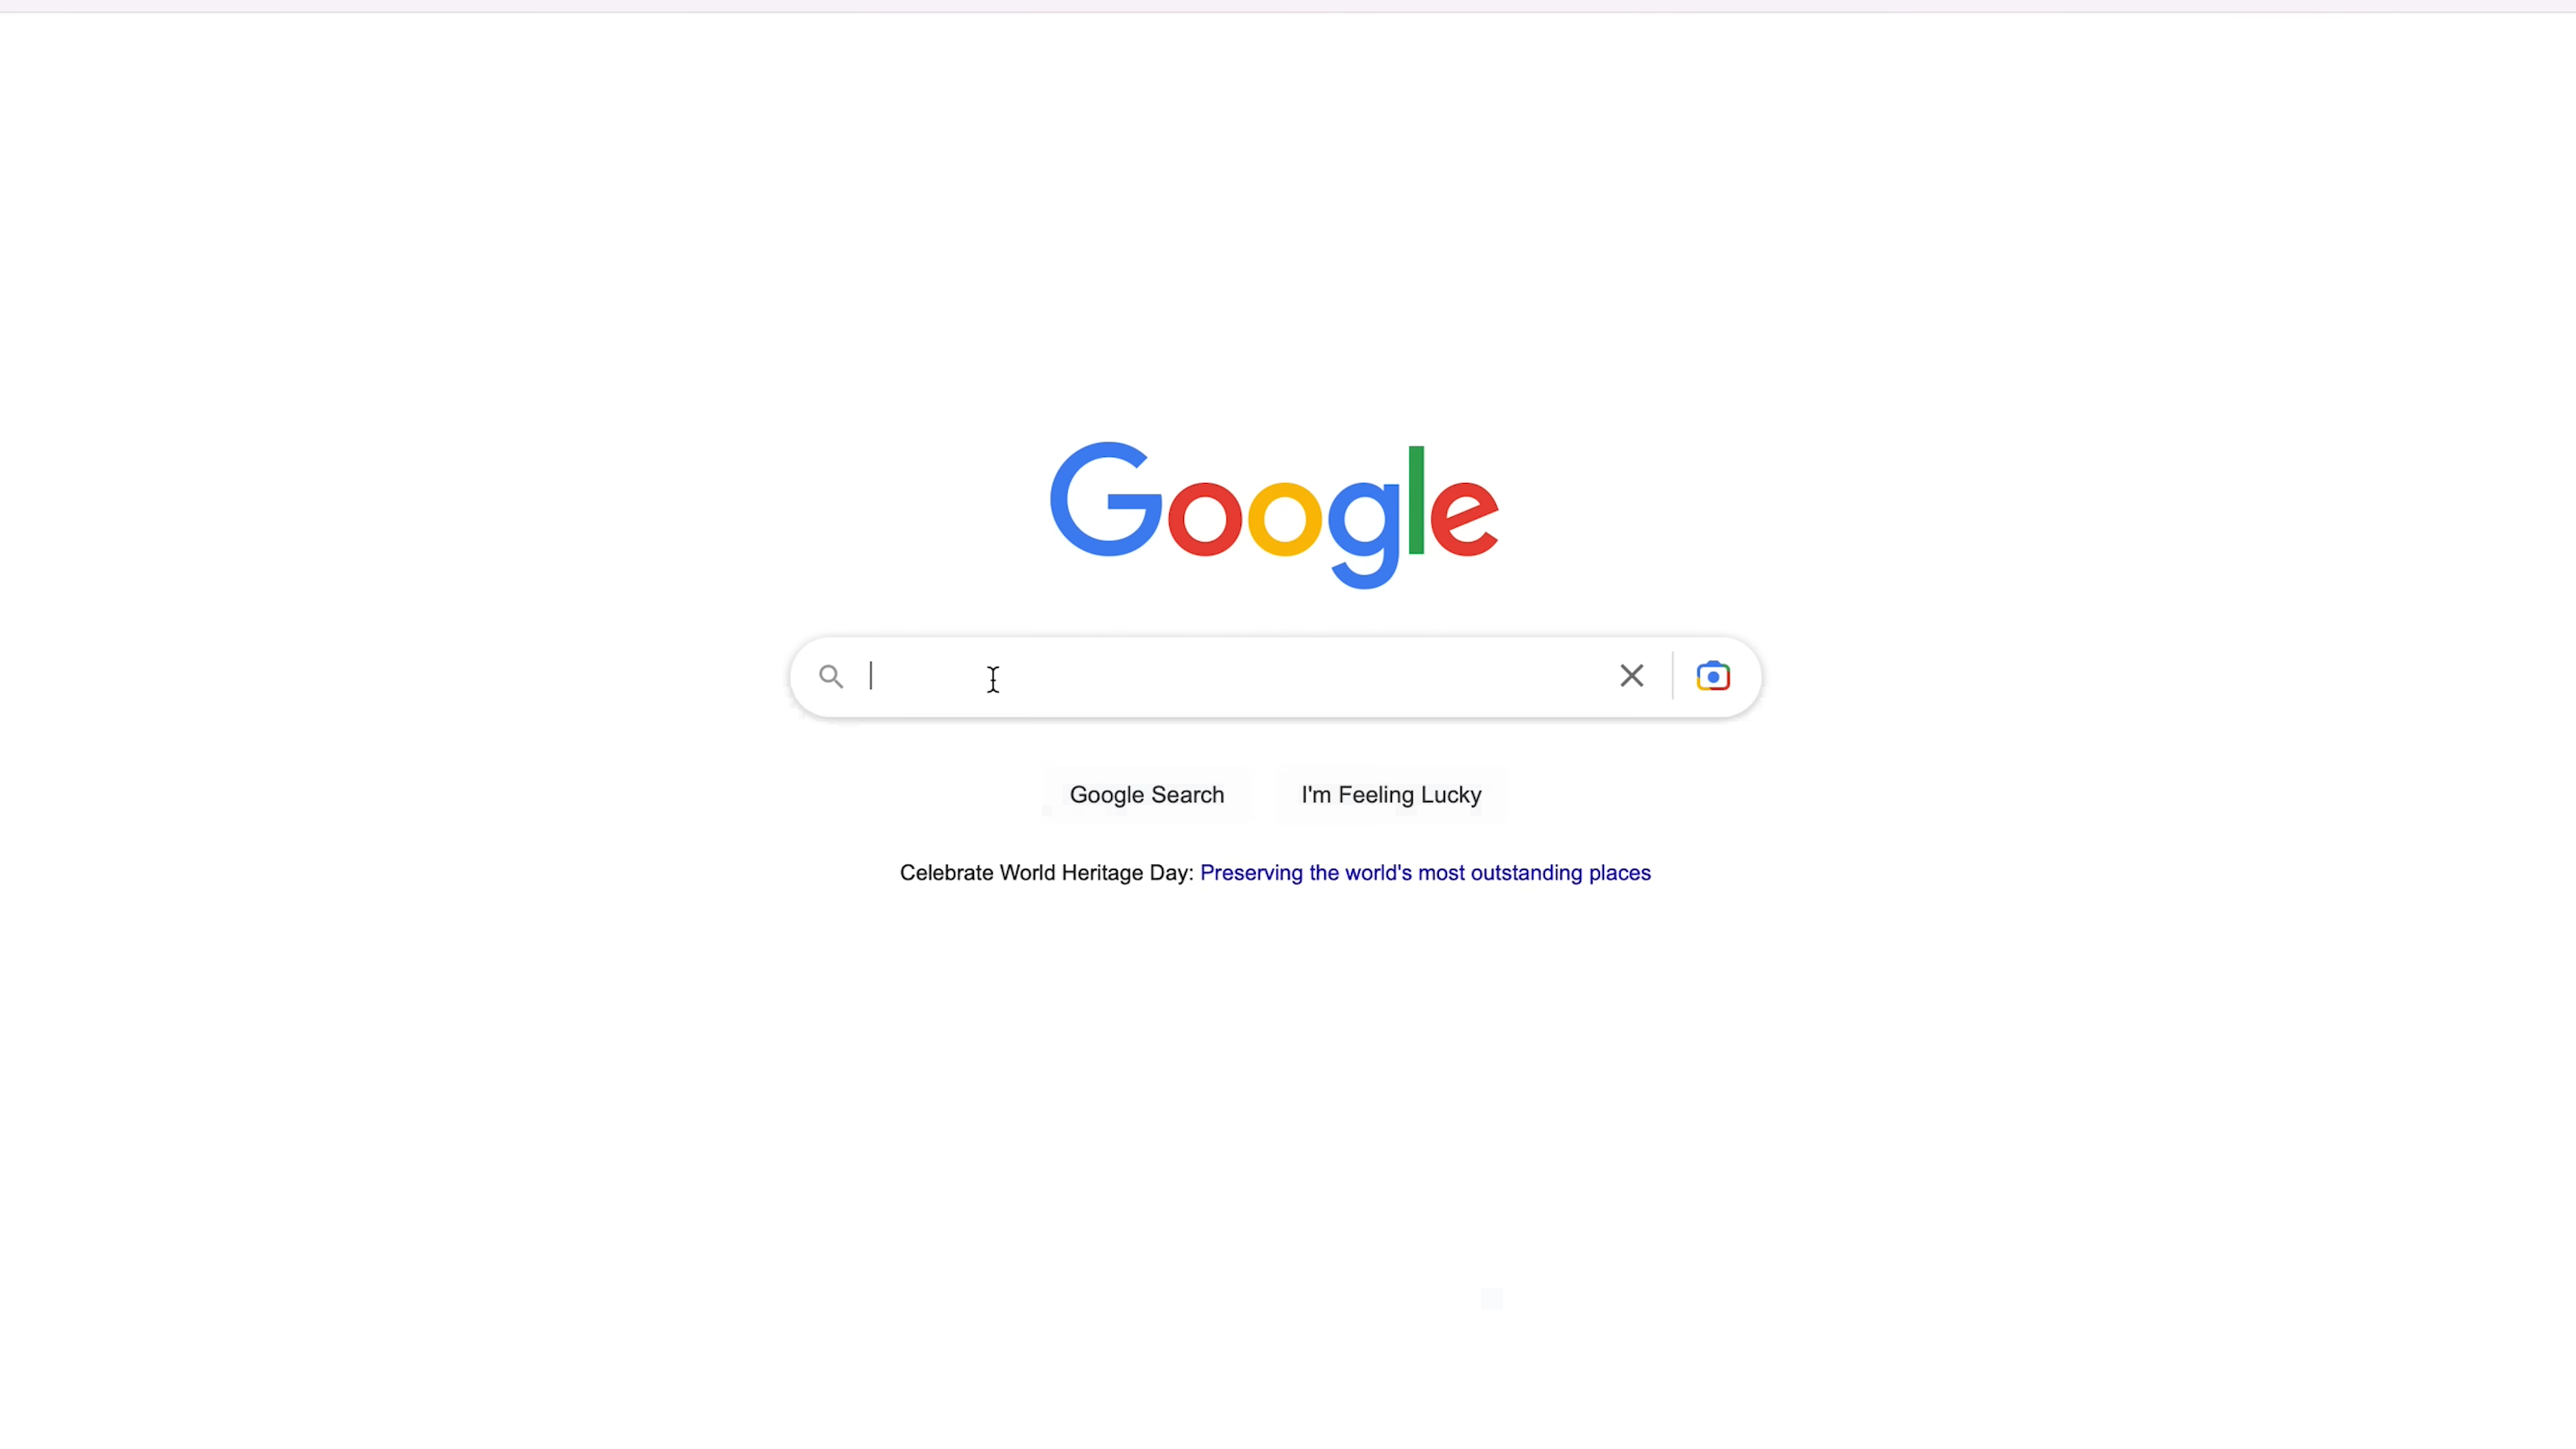 Google
Google Search
I'm Feeling Lucky
Celebrate World Heritage Day: Preserving the world's most outstanding places